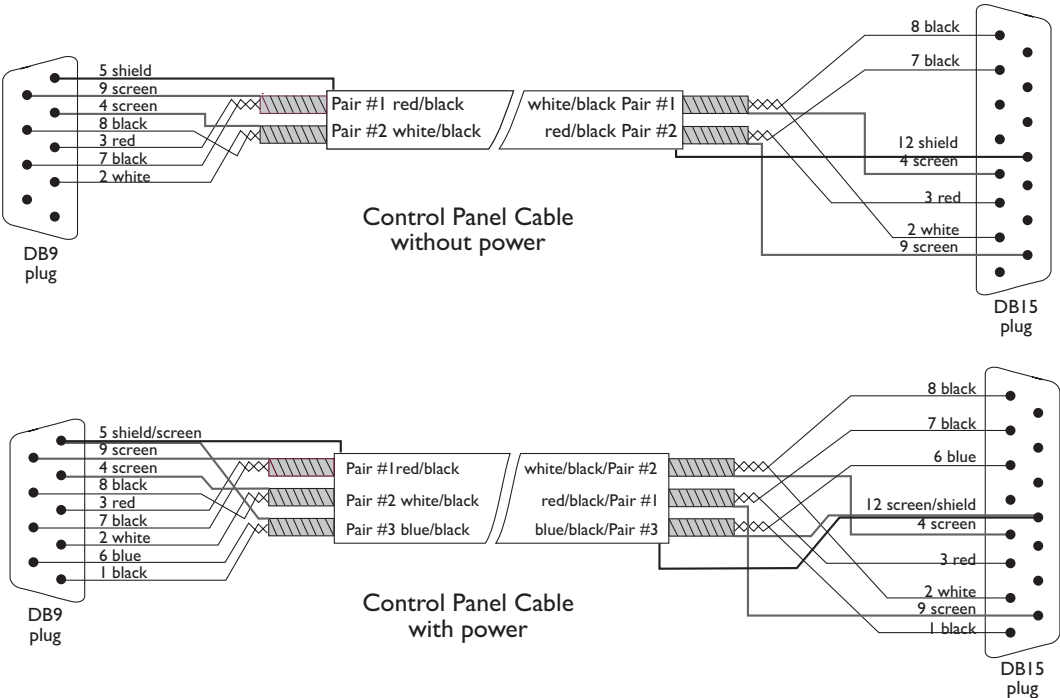 8 black
7 black
5 shield
9 screen
4 screen
8 black
3 red
7 black
2 white
Pair #1 red/black
Pair #2 white/black
white/black Pair #1
red/black Pair #2
12 shield
4 screen
3 red
2 white
9 screen
DB9
plug
Control Panel Cable
without power
DB15
plug
8 black
7 black
6 blue
5 shield/screen
9 screen
4 screen
8 black
3 red
7 black
2 white
6 blue
1 black
Pair #1red/black
Pair #2 white/black
Pair #3 blue/black
white/black/Pair #2
red/black/Pair #1
blue/black/Pair #3
12 screen/shield
4 screen
3 red
2 white
9 screen
1 black
DB9
plug
Control Panel Cable
with power
DB15
plug